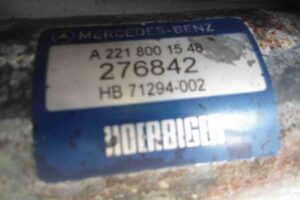 MERCEDES-BENZ
A 221 800 15 48
276842
HB 71294-002
HOERBIGER